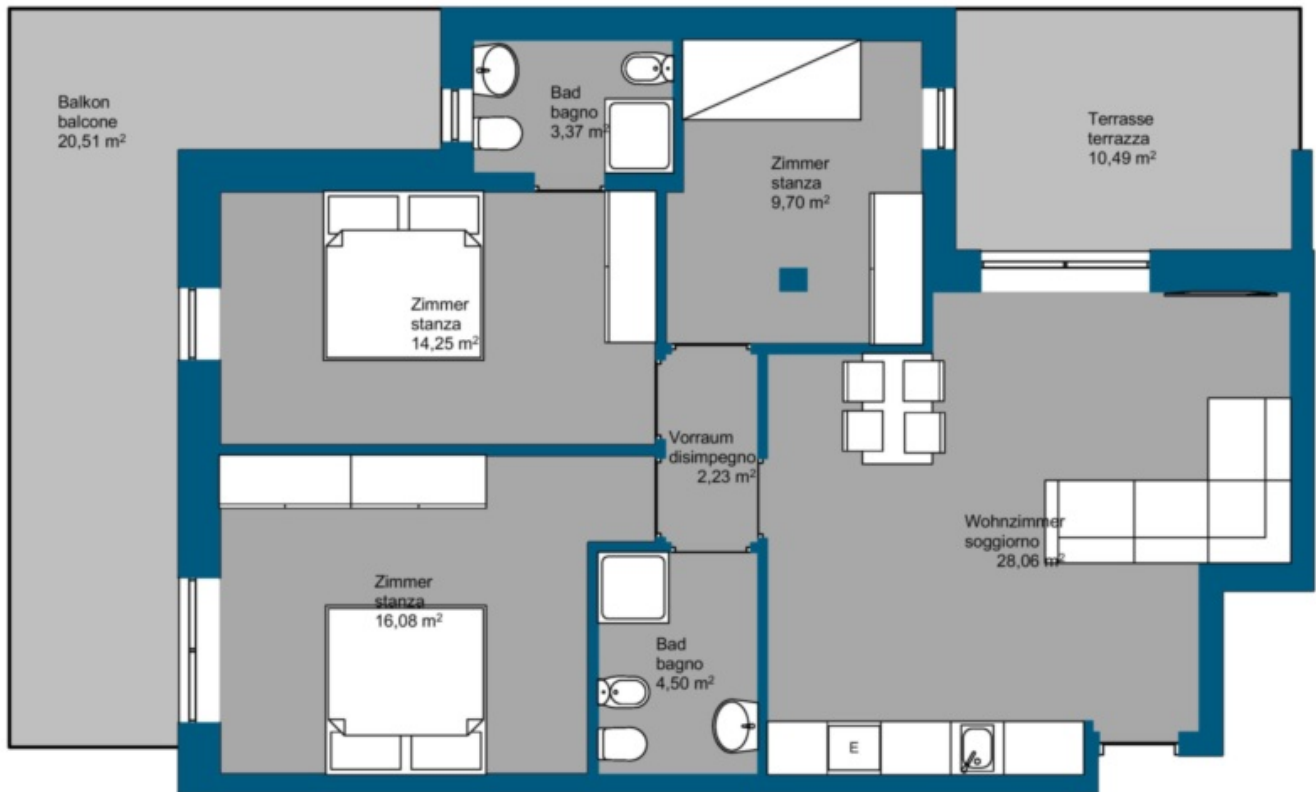 Balkon
balcone
20,51 m²
Bad
bagno
3,37 m²
Terrasse
terrazza
10,49 m²
Zimmer
stanza
9,70 m²
Zimmer
stanza
14,25 m²
Vorraum
disimpegno
2,23 m²
Wohnzimmer
soggiorno
28,06 m²
Zimmer
stanza
16,08 m²
Bad
bagno
4,50 m²
E